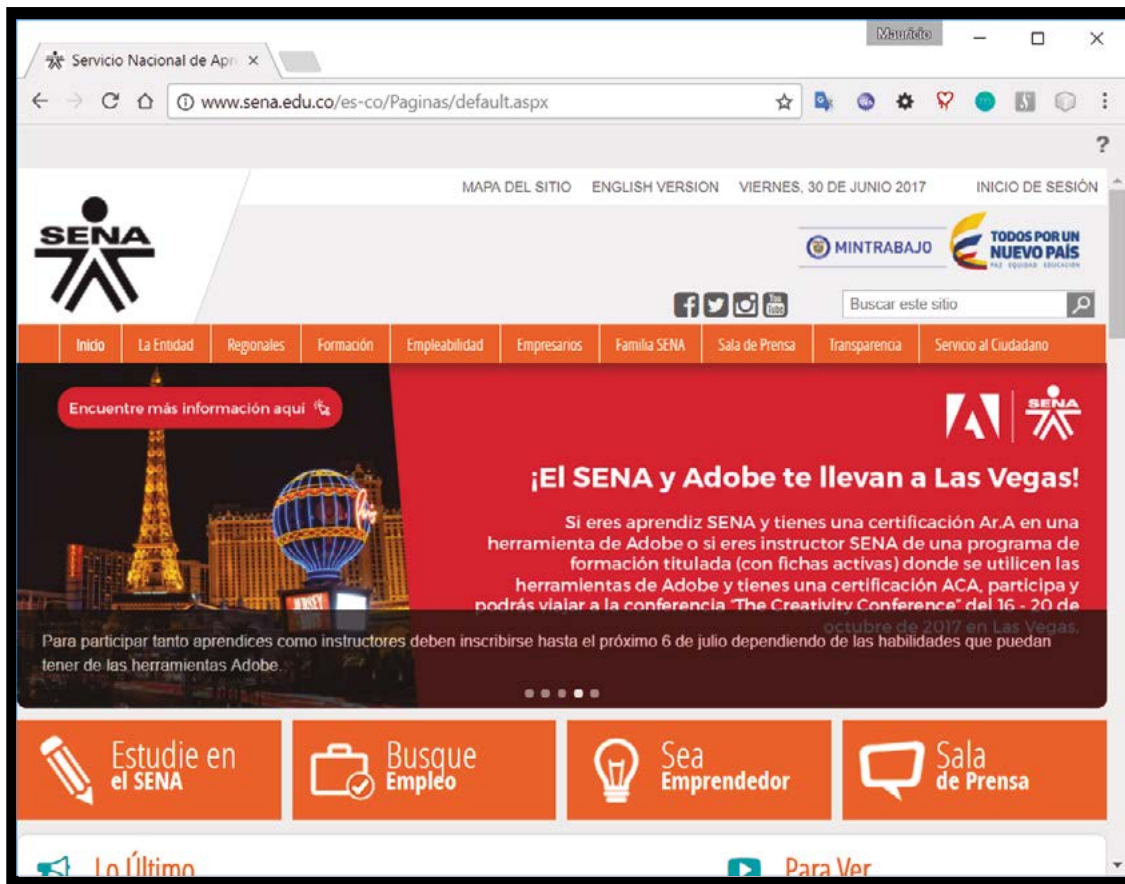 Mauricio
Servicio Nacional de Apr
www.sena.edu.co/es-co/Paginas/default.aspx
?
MAPA DEL SITIO ENGLISH VERSION VIERNES, 30 DE JUNIO 2017 INICIO DE SESIÓN
SENA
MINTRABAJO
TODOS POR UN
NUEVO PAÍS
PAZ EQUIDAD EDUCACIÓN
You
Tube
Buscar este sitio
Inicio La Entidad Regionales Formación Empleabilidad Empresarios Familia SENA Sala de Prensa Transparencia Servicio al Ciudadano
Encuentre más información aquí
SENA
¡El SENA y Adobe te llevan a Las Vegas!
Si eres aprendiz SENA y tienes una certificación Ar.A en una
herramienta de Adobe o si eres instructor SENA de una programa de
formación titulada (con fichas activas) donde se utilicen las
herramientas de Adobe y tienes una certificación ACA, participa y
podrás viajar a la conferencia "The Creativity Conference" del 16 - 20 de
octubre de 2017 en Las Vegas.
Para participar tanto aprendices como instructores deben inscribirse hasta el próximo 6 de julio dependiendo de las habilidades que puedan
tener de las herramientas Adobe.
Estudie en
el SENA
Busque
Empleo
Sea
Emprendedor
Sala
de Prensa
Lo Último
Para Ver